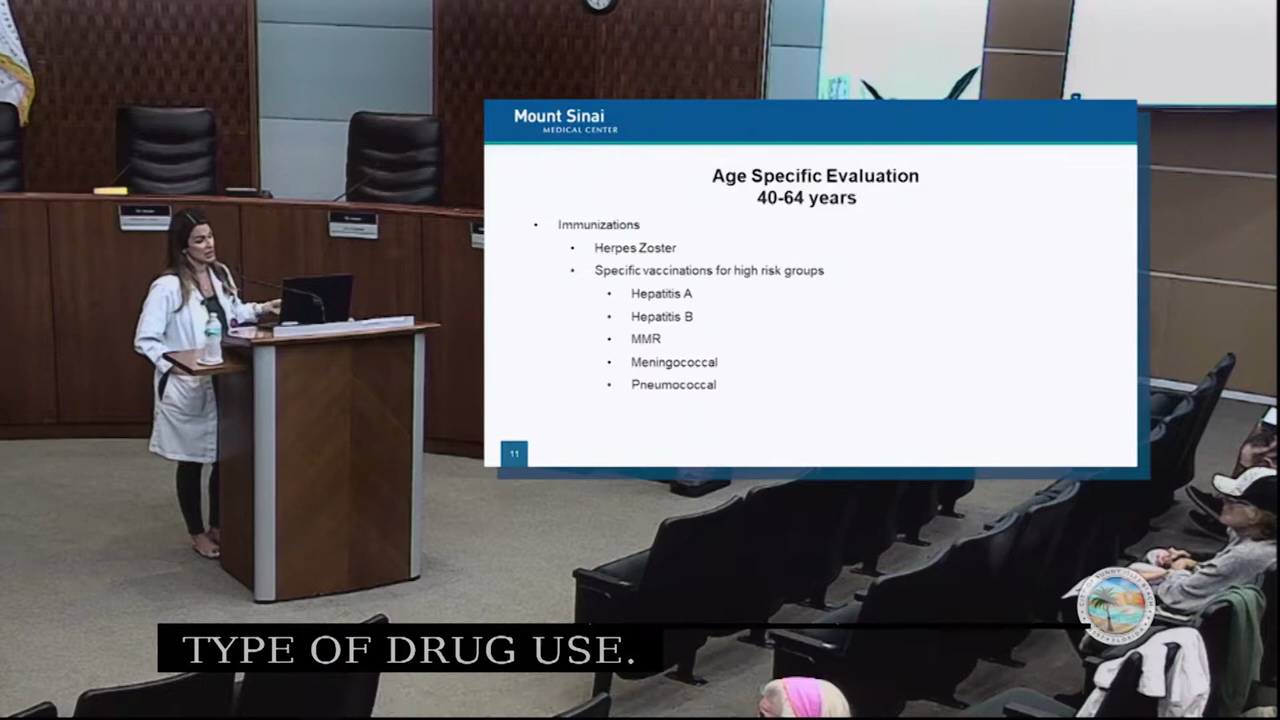 Mount Sinai
MEDICAL CENTER
Age Specific Evaluation
40-64 years
• Immunizations
• Herpes Zoster
• Specific vaccinations for high risk groups
• Hepatitis A
• Hepatitis B
• MMR
• Meningococcal
• Pneumococcal
11
TYPE OF DRUG USE.